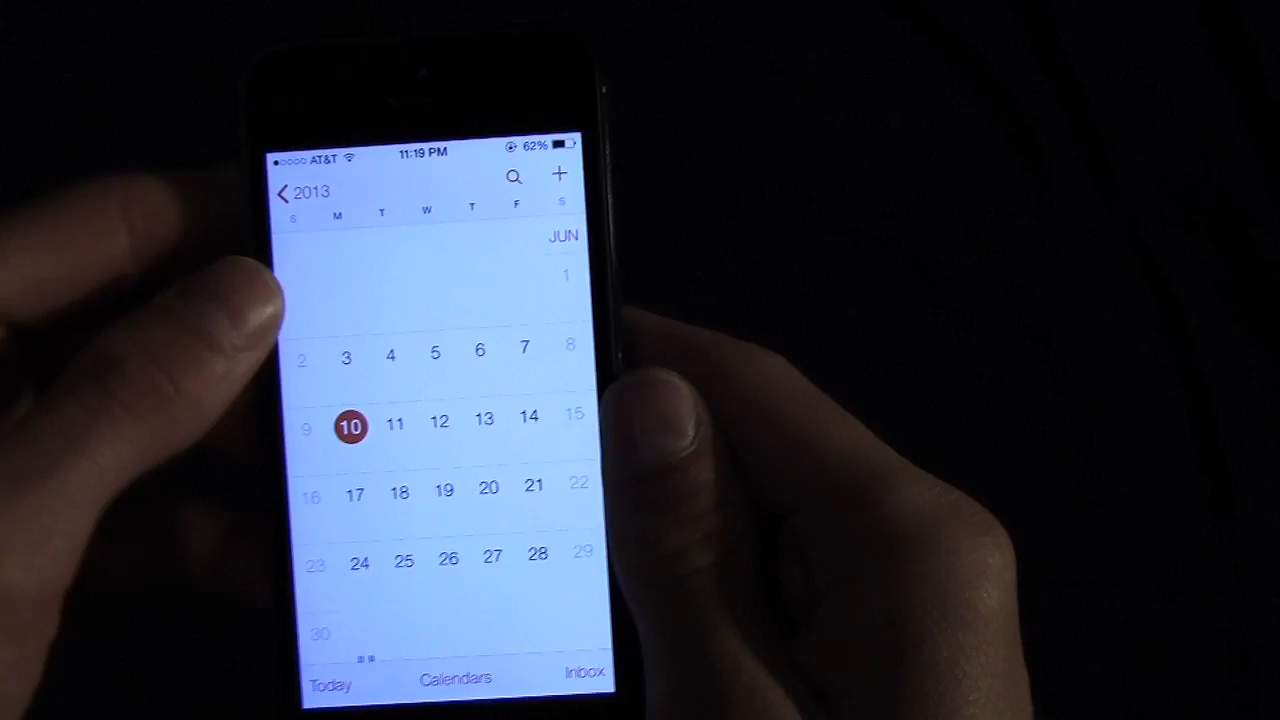 AT&T 11:19 PM 62%
2013 +
S M T W T F S
JUN
1
2 3 4 5 6 7 8
9 10 11 12 13 14 15
16 17 18 19 20 21 22
23 24 25 26 27 28 29
30
Today Calendars Inbox